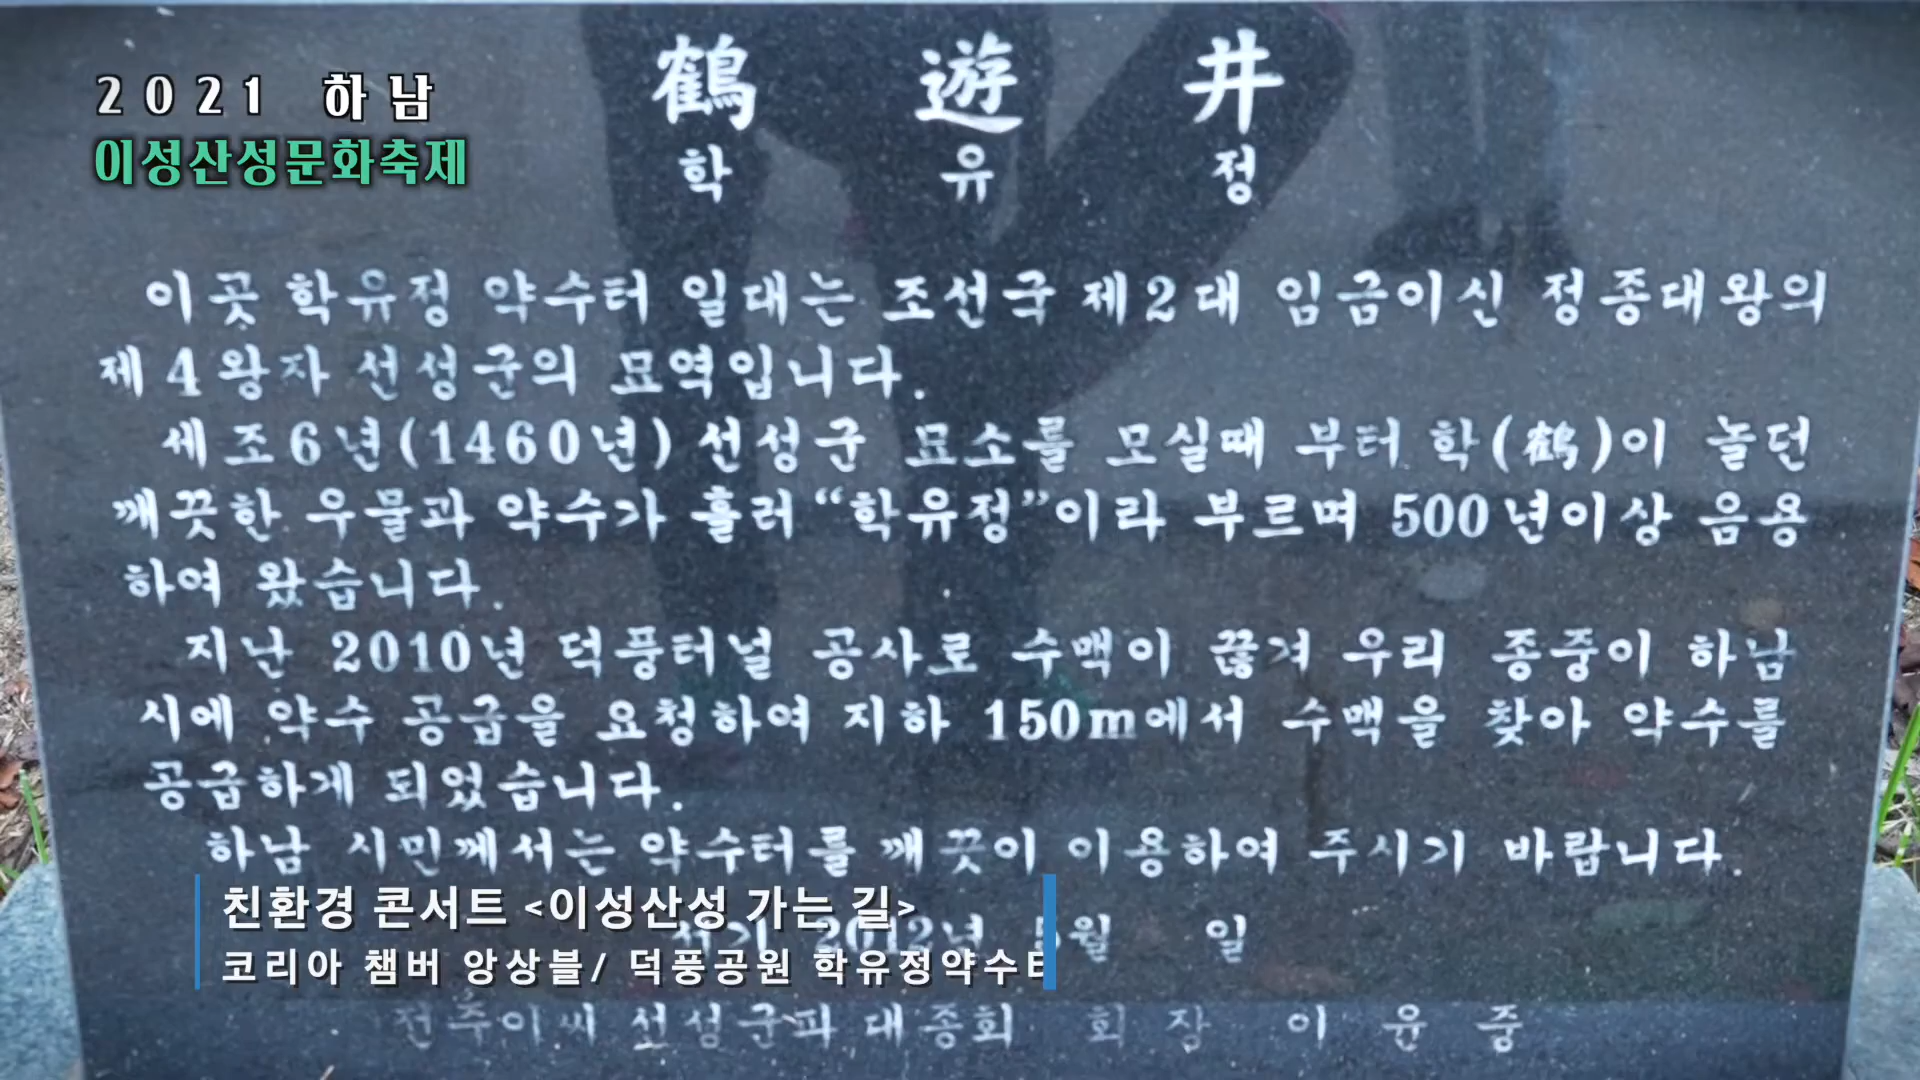 2021 하남
이성산성문화축제
鶴 遊 井
학 유 정
이곳 학유정 약수터 일대는 조선국 제2대 임금이신 정종대왕의
제4왕자 선성군의 묘역입니다.
세조6년(1460년) 선성군 묘소를 모실때 부터 학(鶴)이 놀던
깨끗한 우물과 약수가 흘러 “학유정”이라 부르며 500년이상 음용
하여 왔습니다.
지난 2010년 덕풍터널 공사로 수맥이 끊겨 우리 종중이 하남
시에 약수 공급을 요청하여 지하 150m에서 수맥을 찾아 약수를
공급하게 되었습니다.
하남 시민께서는 약수터를 깨끗이 이용하여 주시기 바랍니다.
친환경 콘서트 <이성산성 가는 길>
서기 2012년 5월 일
코리아 챔버 앙상블/ 덕풍공원 학유정약수터
전주이씨 선성군파대종회 회장 이윤중